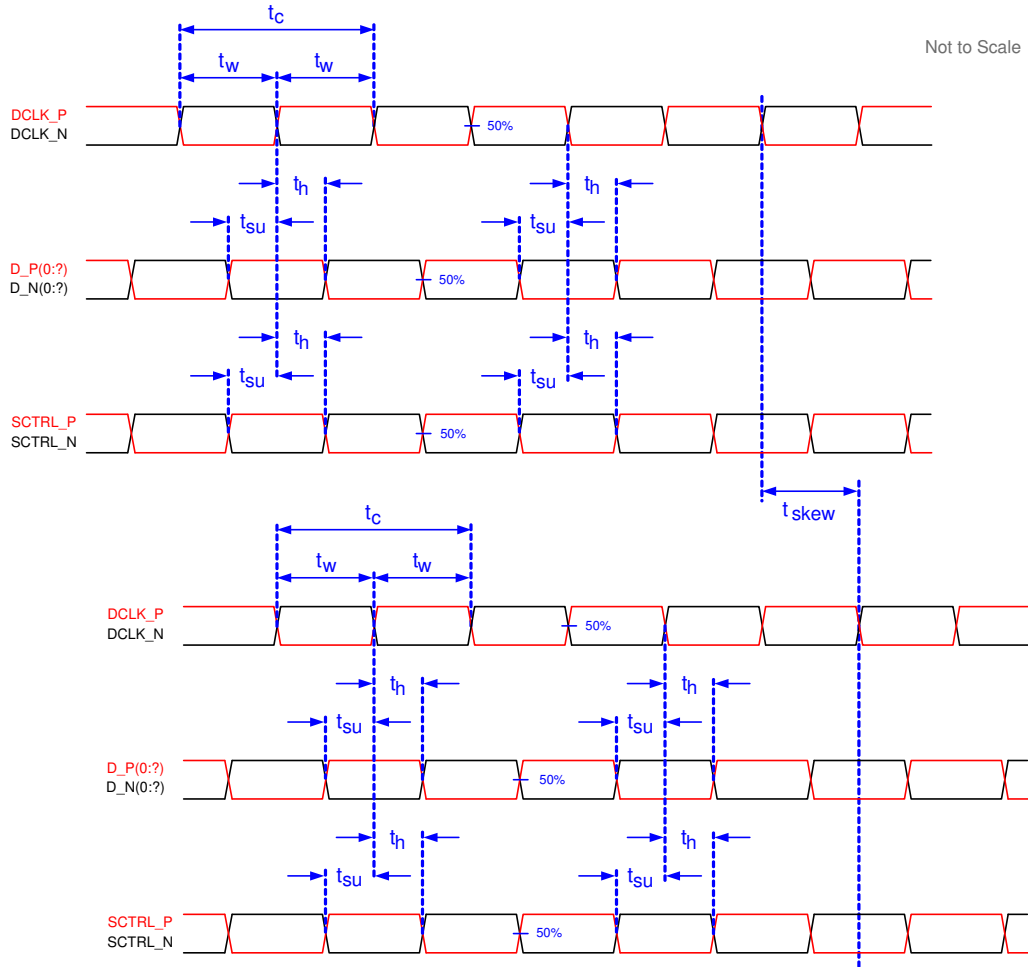 t_c
Not to Scale
t_w t_w
DCLK_P
DCLK_N
50%
t_h t_h
t_su t_su
D_P(0:?)
D_N(0:?)
50%
t_h t_h
t_su t_su
SCTRL_P
SCTRL_N
50%
t_skew
t_c
t_w t_w
DCLK_P
DCLK_N
50%
t_h t_h
t_su t_su
D_P(0:?)
D_N(0:?)
50%
t_h t_h
t_su t_su
SCTRL_P
SCTRL_N
50%